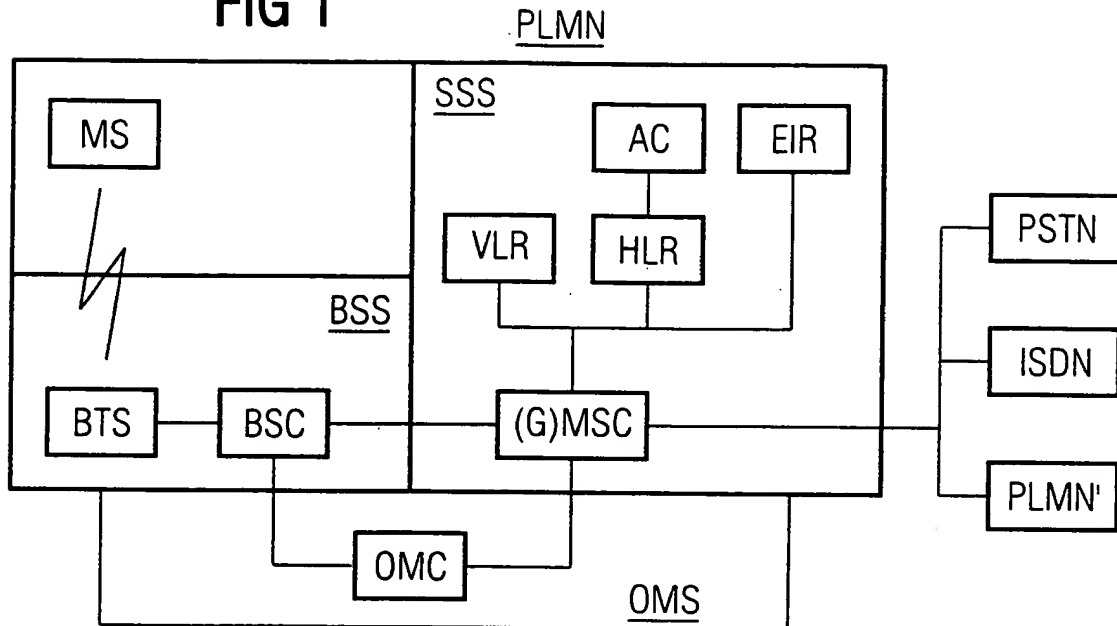 FIG 1
PLMN
SSS
MS
AC
EIR
VLR
HLR
PSTN
BSS
ISDN
BTS
BSC
(G)MSC
PLMN'
OMC
OMS